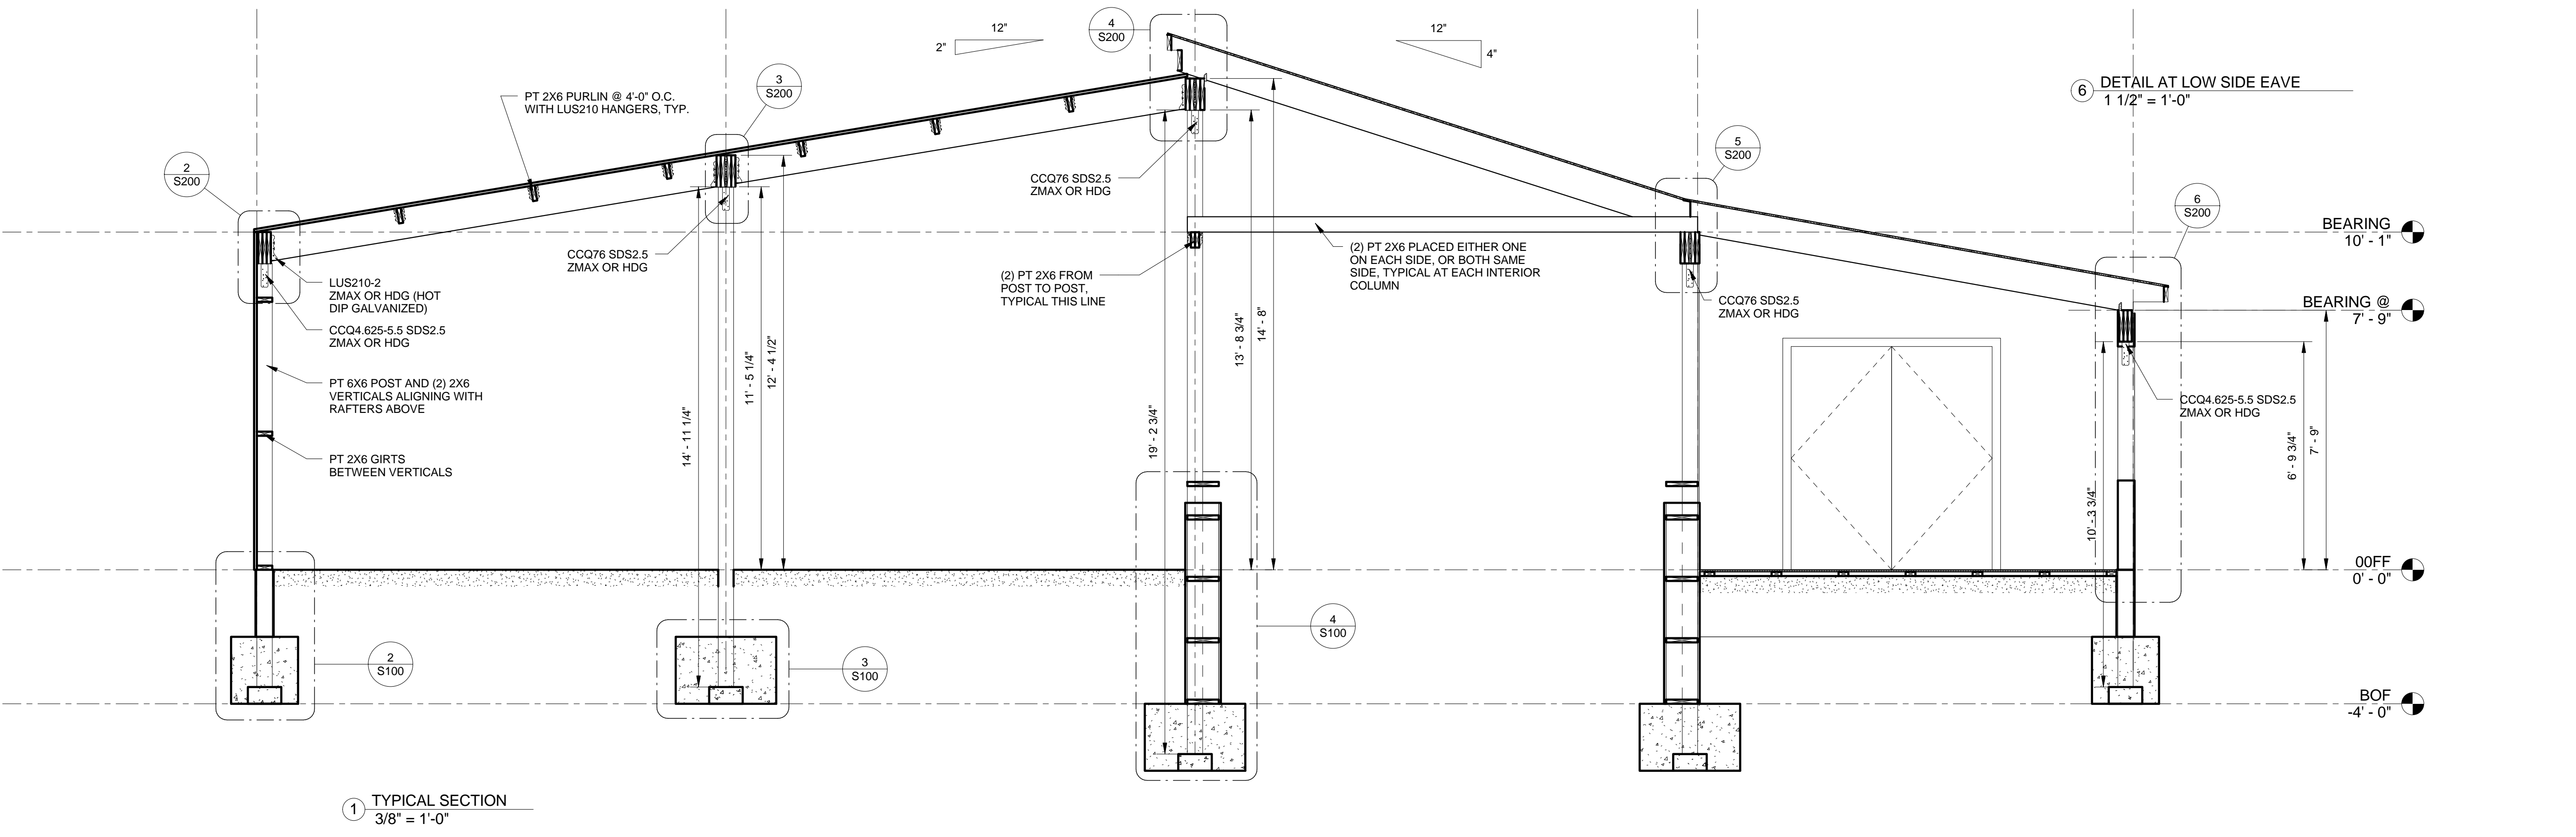 12"
2"
4
S200
12"
4"
3
S200
PT 2X6 PURLIN @ 4'-0" O.C.
WITH LUS210 HANGERS, TYP.
6
DETAIL AT LOW SIDE EAVE
1 1/2" = 1'-0"
2
S200
CCQ76 SDS2.5
ZMAX OR HDG
5
S200
6
S200
CCQ76 SDS2.5
ZMAX OR HDG
BEARING
10' - 1"
(2) PT 2X6 PLACED EITHER ONE
ON EACH SIDE, OR BOTH SAME
SIDE, TYPICAL AT EACH INTERIOR
COLUMN
(2) PT 2X6 FROM
POST TO POST,
TYPICAL THIS LINE
LUS210-2
ZMAX OR HDG (HOT
DIP GALVANIZED)
CCQ4.625-5.5 SDS2.5
ZMAX OR HDG
CCQ76 SDS2.5
ZMAX OR HDG
BEARING @
7' - 9"
14' - 11 1/4"
11' - 5 1/4"
12' - 4 1/2"
19' - 2 3/4"
13' - 8 3/4"
14' - 8"
PT 6X6 POST AND (2) 2X6
VERTICALS ALIGNING WITH
RAFTERS ABOVE
CCQ4.625-5.5 SDS2.5
ZMAX OR HDG
10' - 3 3/4"
6' - 9 3/4"
7' - 9"
PT 2X6 GIRTS
BETWEEN VERTICALS
00FF
0' - 0"
4
S100
2
S100
3
S100
BOF
-4' - 0"
1
TYPICAL SECTION
3/8" = 1'-0"